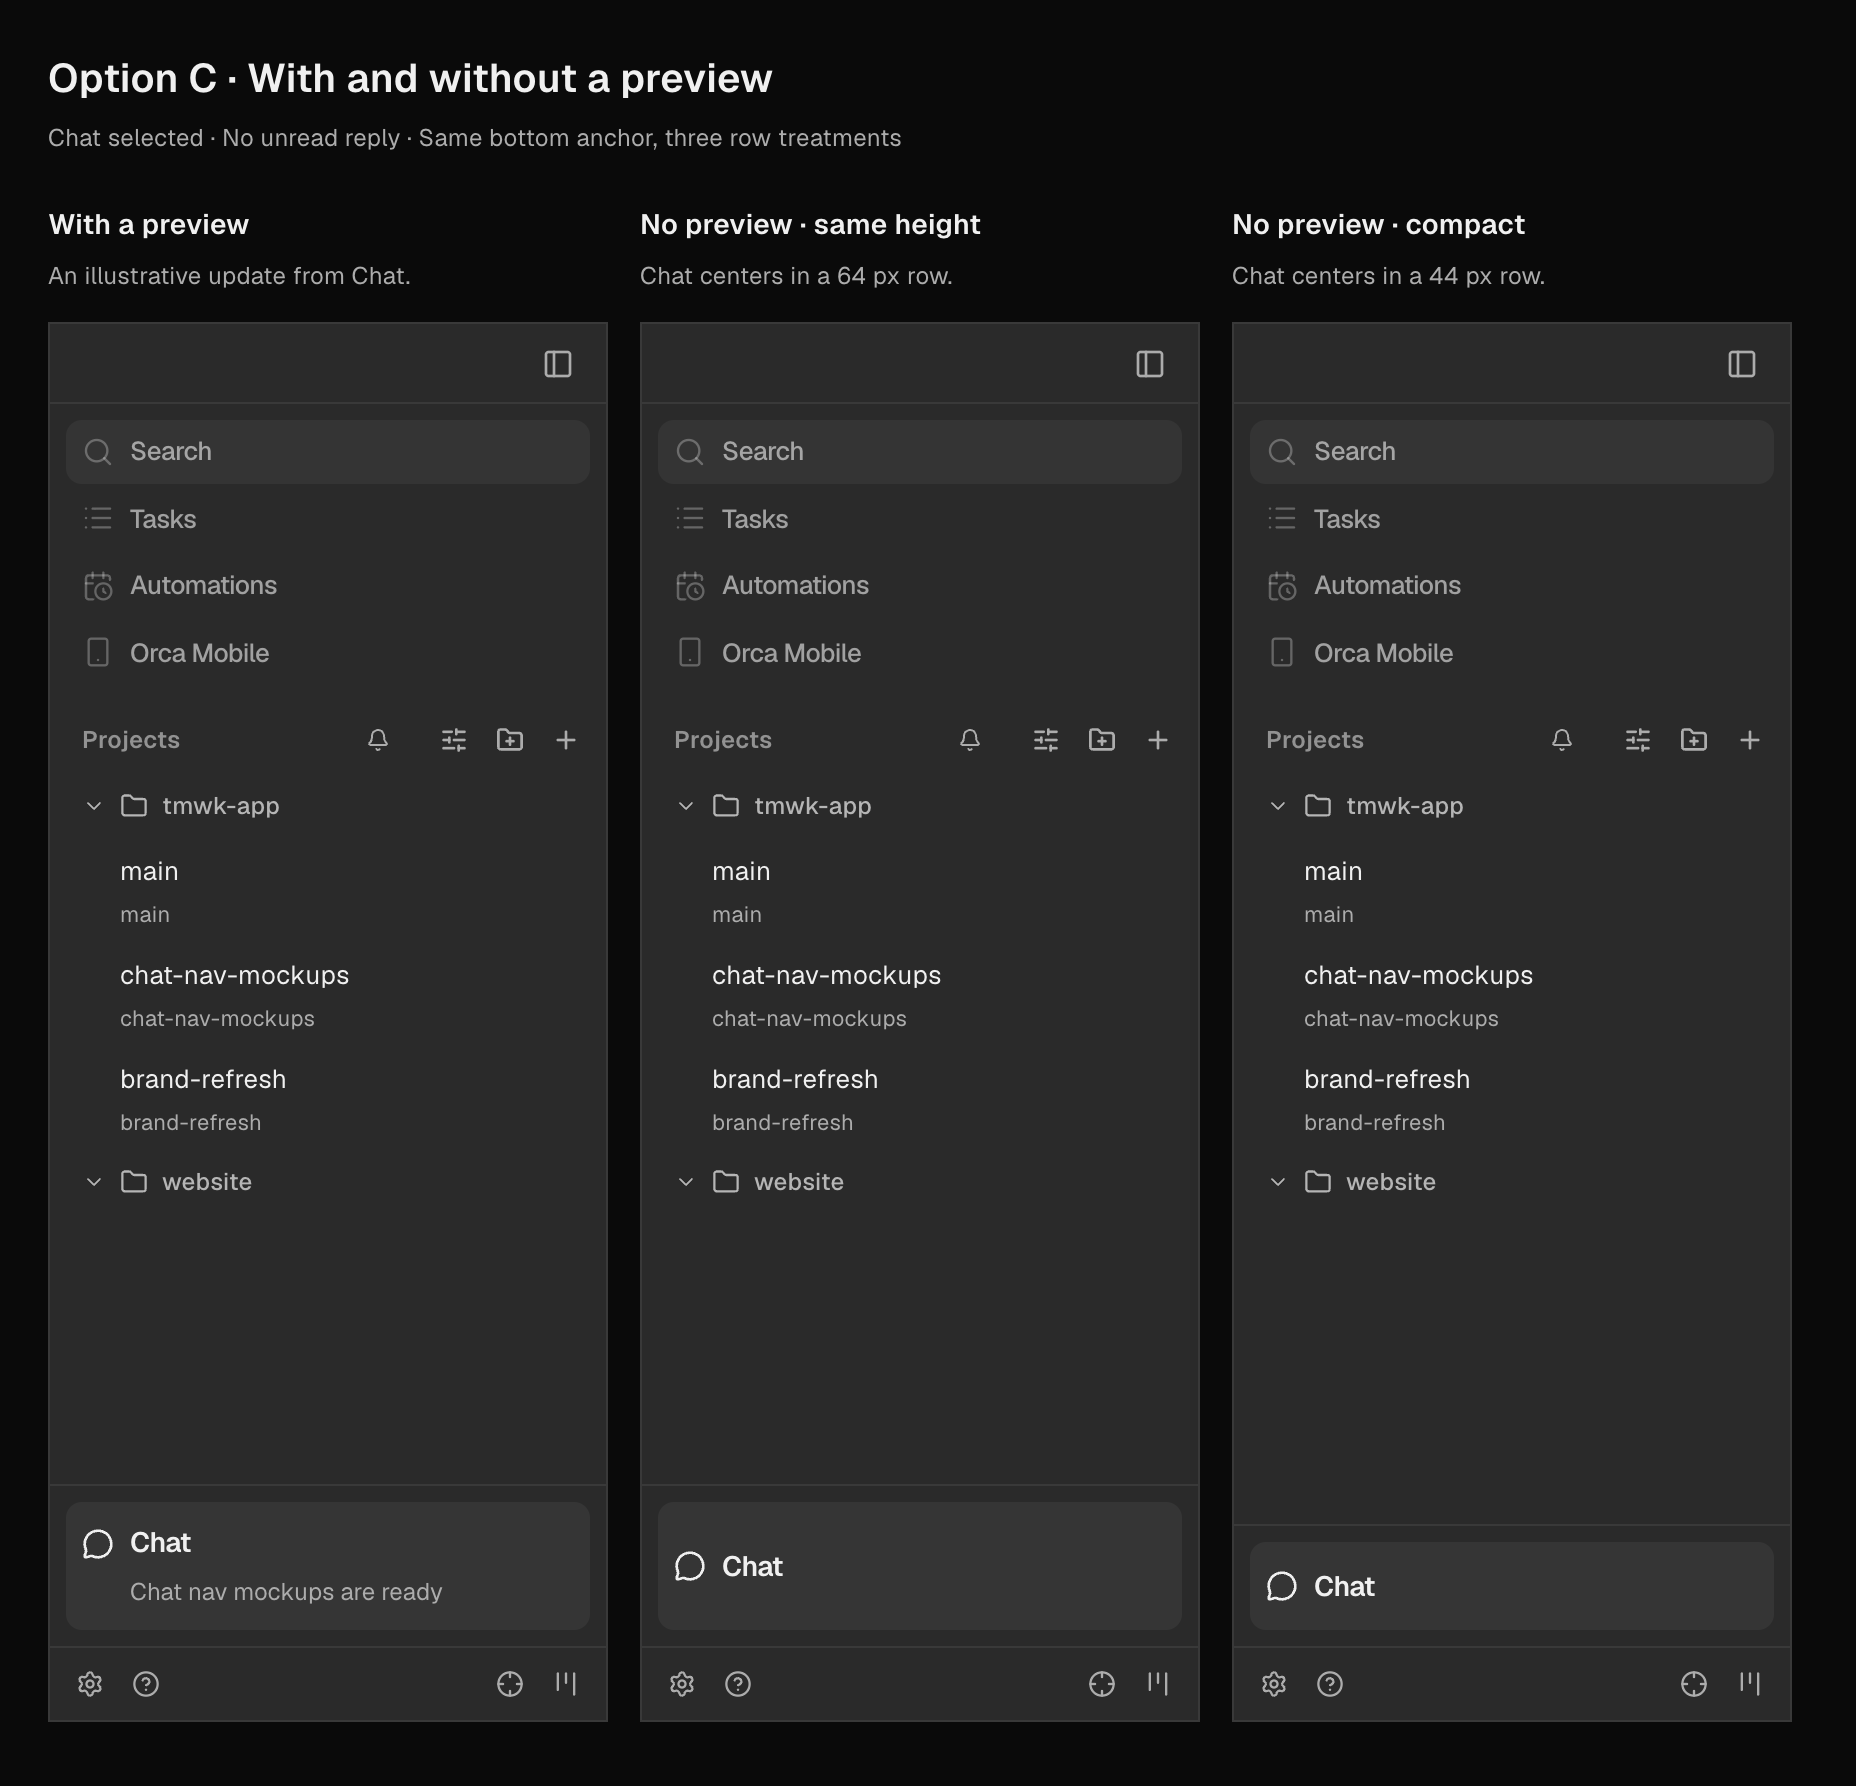 Option C · With and without a preview
Chat selected · No unread reply · Same bottom anchor, three row treatments
With a preview
An illustrative update from Chat.
Search
Tasks
Automations
Orca Mobile
Projects
tmwk-app
main
main
chat-nav-mockups
chat-nav-mockups
brand-refresh
brand-refresh
website
Chat
Chat nav mockups are ready
No preview · same height
Chat centers in a 64 px row.
Search
Tasks
Automations
Orca Mobile
Projects
tmwk-app
main
main
chat-nav-mockups
chat-nav-mockups
brand-refresh
brand-refresh
website
Chat
No preview · compact
Chat centers in a 44 px row.
Search
Tasks
Automations
Orca Mobile
Projects
tmwk-app
main
main
chat-nav-mockups
chat-nav-mockups
brand-refresh
brand-refresh
website
Chat